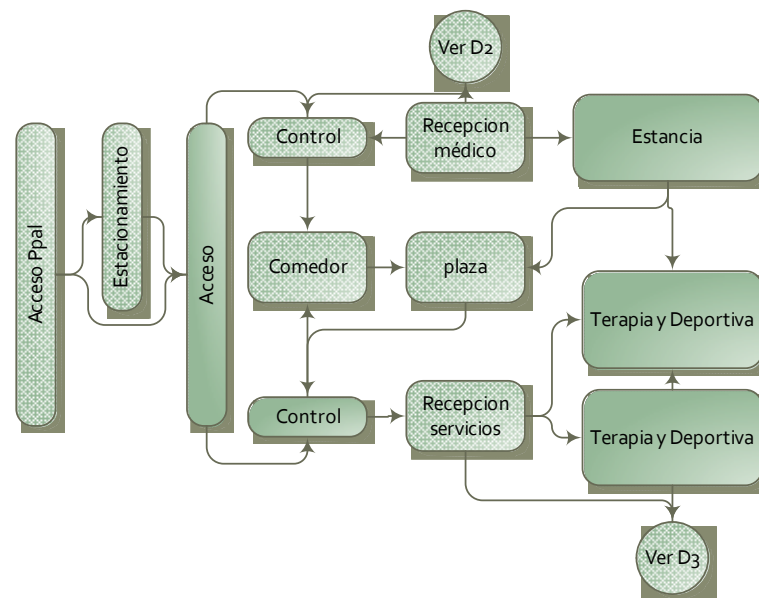 Ver D2
Control
Recepcion
médico
Estancia
Acceso Ppal
Estacionamiento
Acceso
Comedor
plaza
Terapia y Deportiva
Control
Recepcion
servicios
Terapia y Deportiva
Ver D3